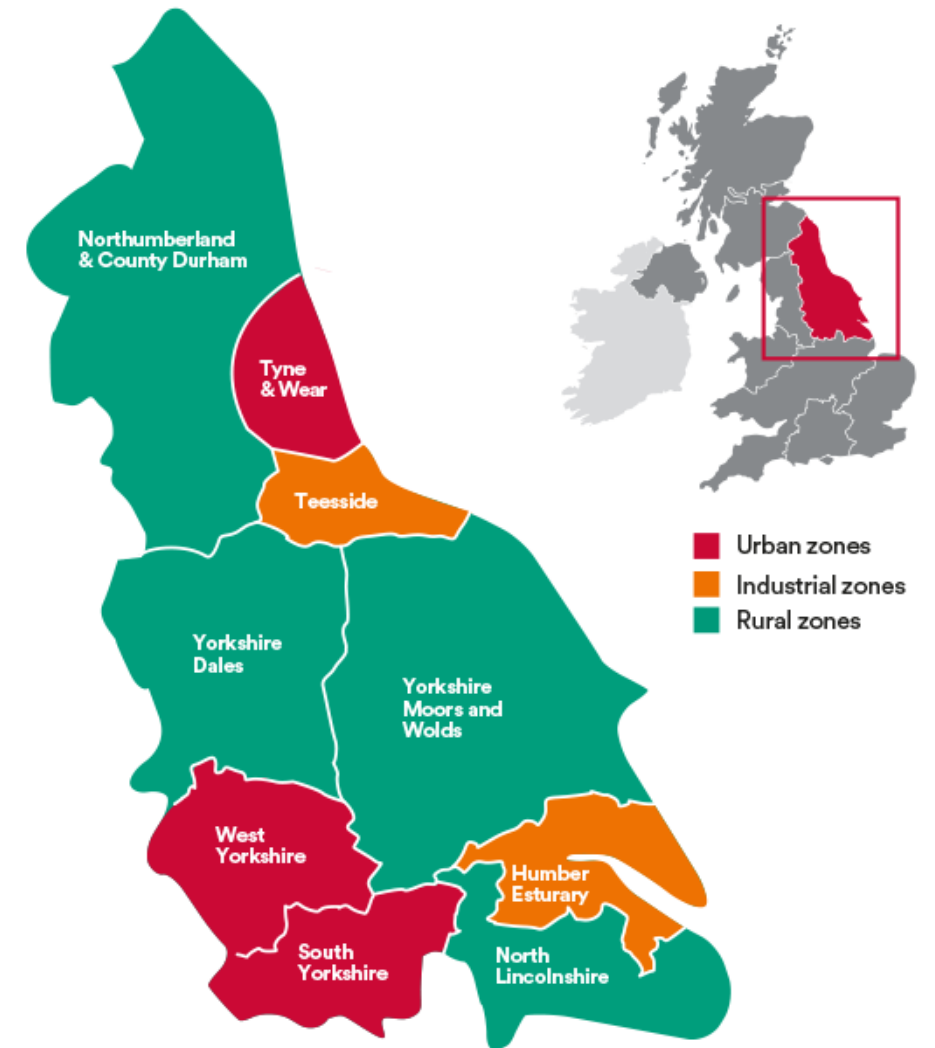 Northumberland
& County Durham
Tyne
& Wear
Teesside
Urban zones
Industrial zones
Rural zones
Yorkshire
Dales
Yorkshire
Moors and
Wolds
West
Yorkshire
Humber
Esturary
South
Yorkshire
North
Lincolnshire